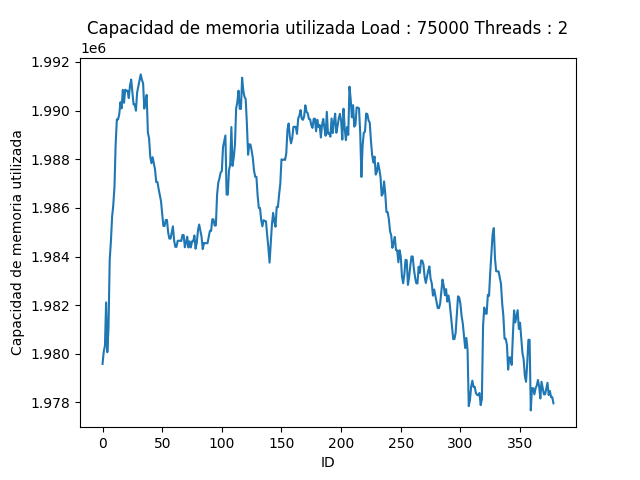 Capacidad de memoria utilizada Load : 75000 Threads : 2
1e6
1.992
1.990
1.988
1.986
1.984
1.982
1.980
1.978
Capacidad de memoria utilizada
0 50 100 150 200 250 300 350
ID